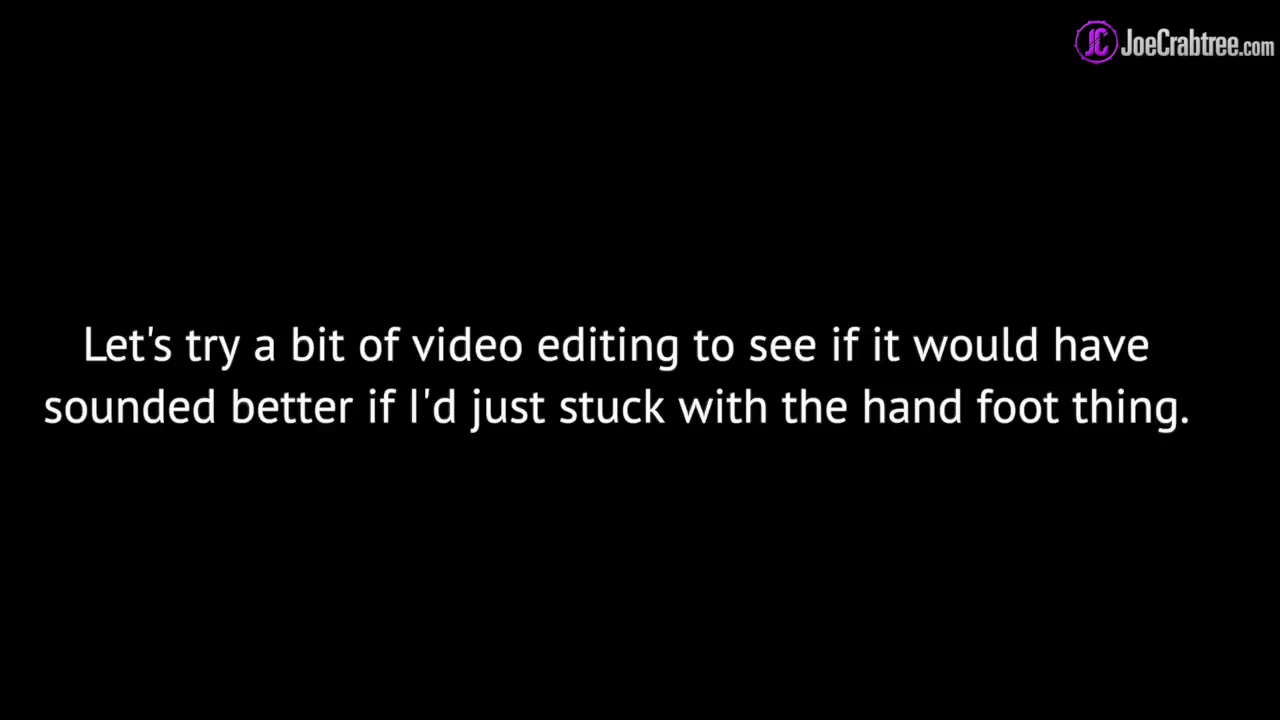 JC JoeCrabtree.com
Let's try a bit of video editing to see if it would have
sounded better if I'd just stuck with the hand foot thing.